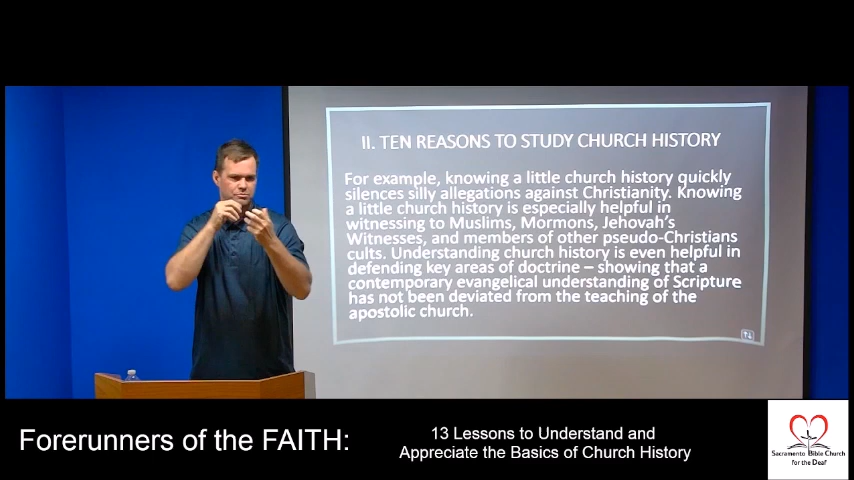 II. TEN REASONS TO STUDY CHURCH HISTORY
For example, knowing a little church history quickly
silences silly allegations against Christianity. Knowing
a little church history is especially helpful in
witnessing to Muslims, Mormons, Jehovah's
Witnesses, and members of other pseudo-Christians
cults. Understanding church history is even helpful in
defending key areas of doctrine – showing that a
contemporary evangelical understanding of Scripture
has not been deviated from the teaching of the
apostolic church.
Forerunners of the FAITH:
13 Lessons to Understand and
Appreciate the Basics of Church History
Sacramento Bible Church
for the Deaf